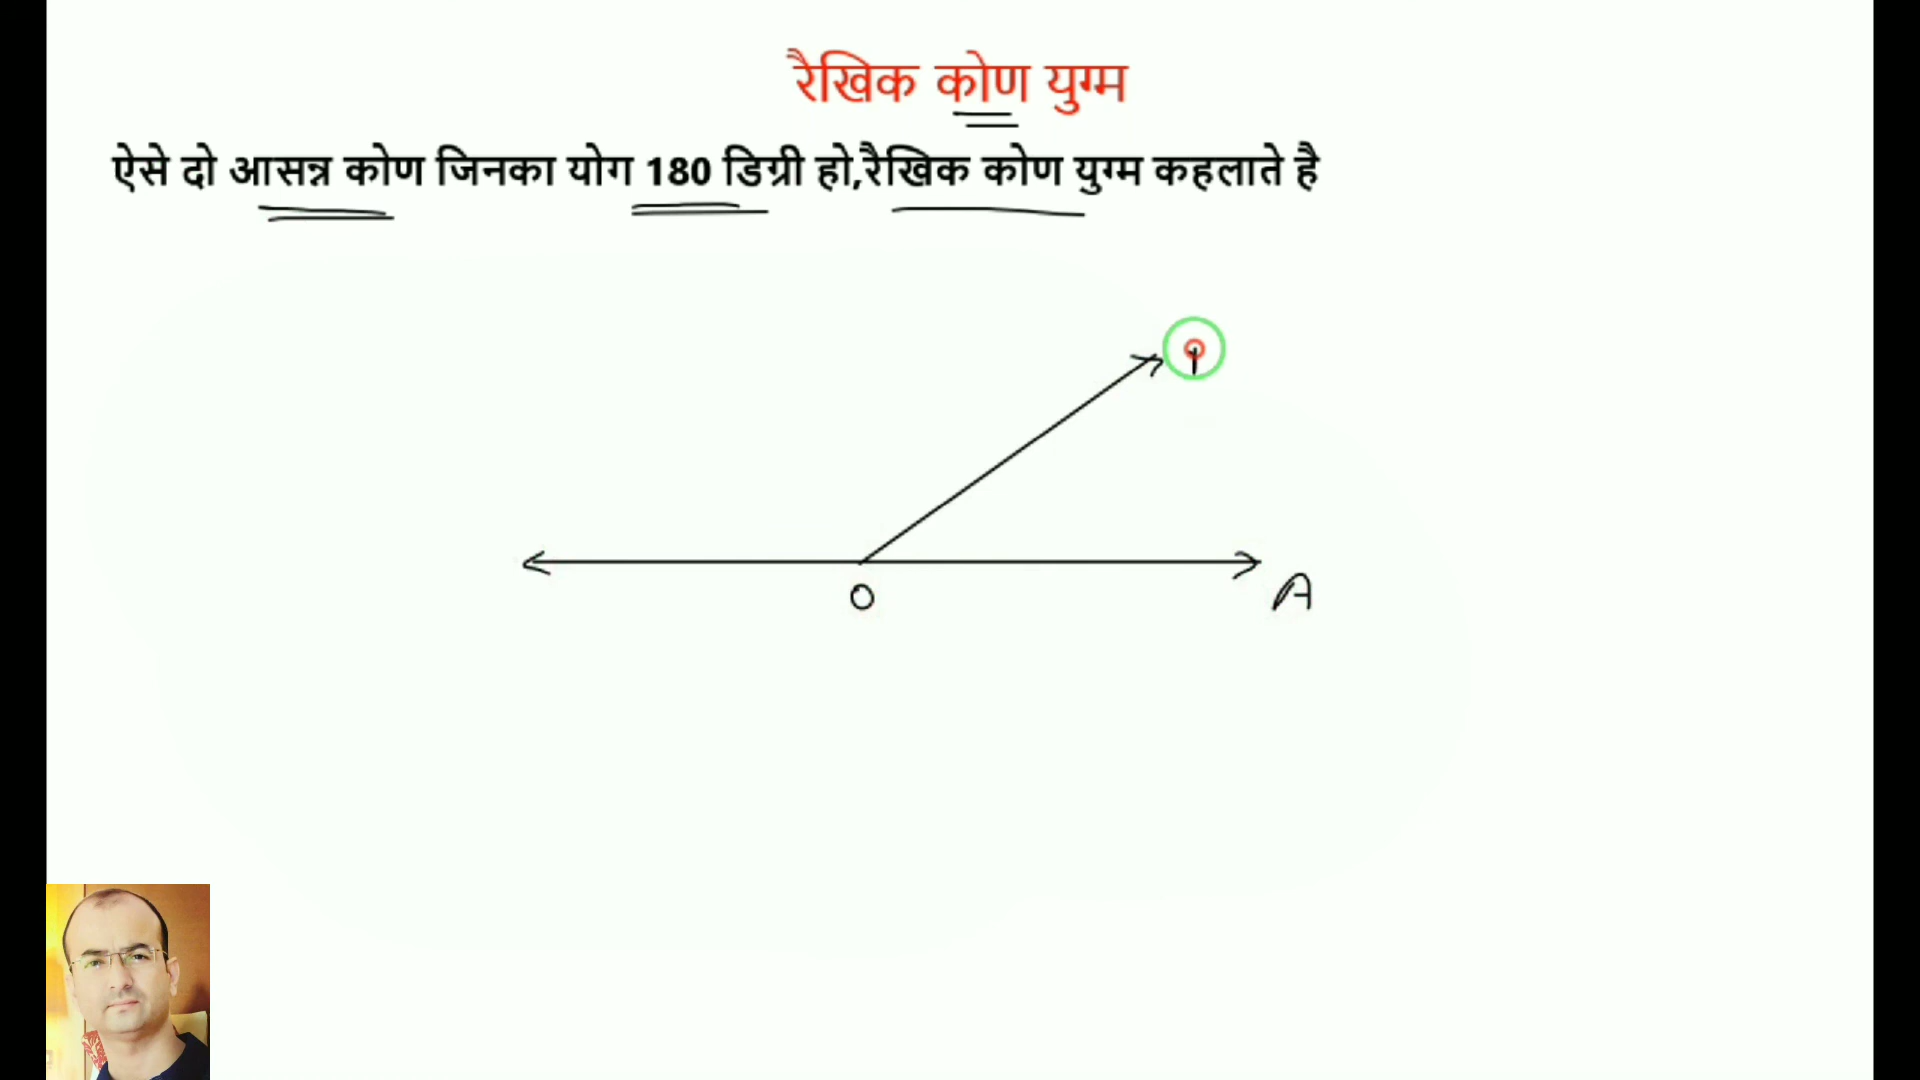 रैखिक कोण युग्म
ऐसे दो आसन्न कोण जिनका योग 180 डिग्री हो,रैखिक कोण युग्म कहलाते है
O
A